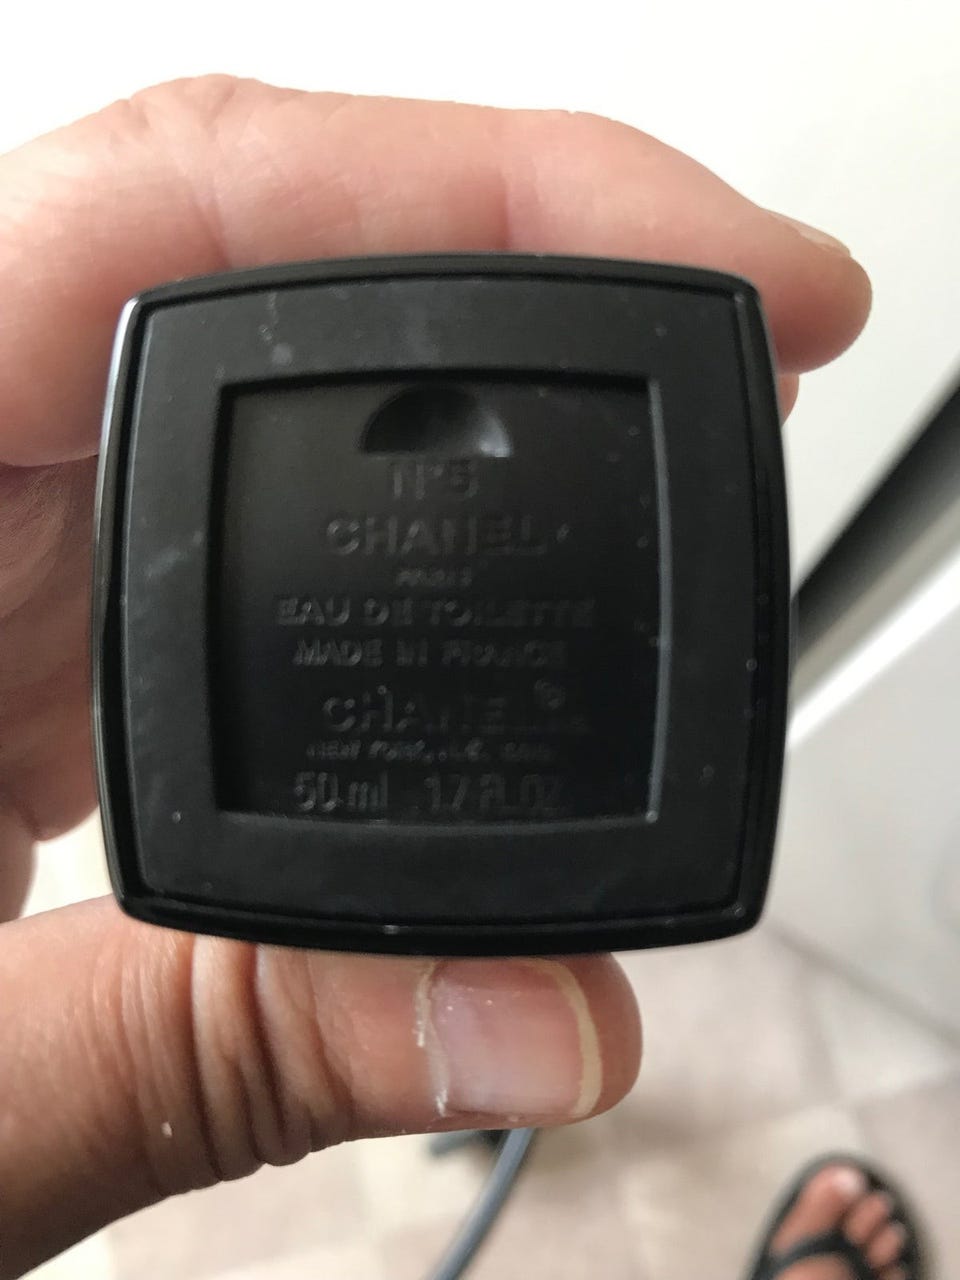 N°5
CHANEL
PARIS
EAU DE TOILETTE
MADE IN FRANCE
CHANEL
NEW YORK, N.Y.
50 ml 1.7 FL.OZ.